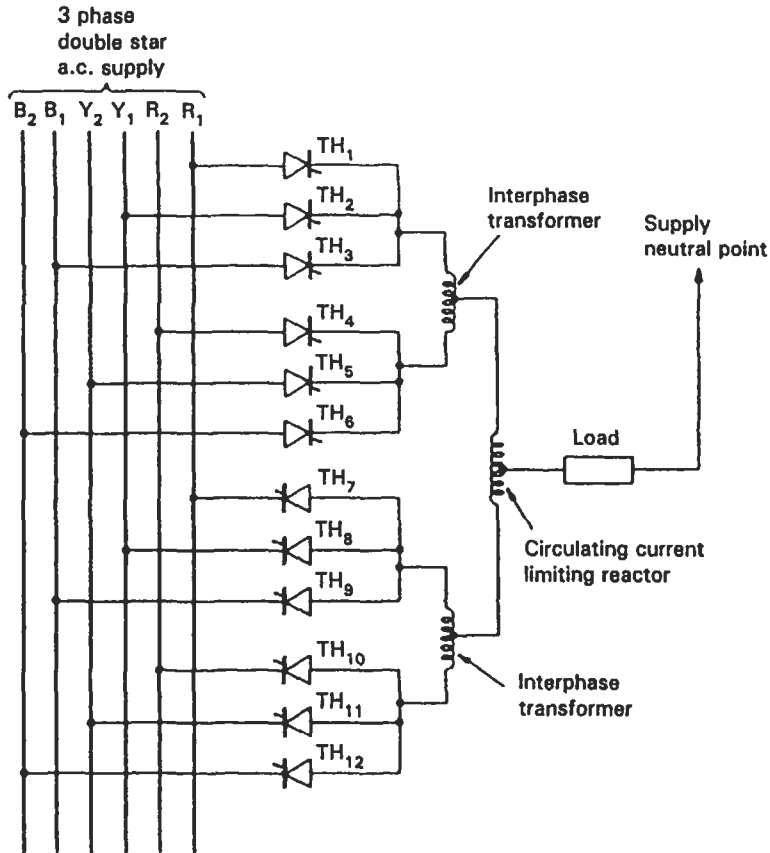 3 phase
double star
a.c. supply
B2 B1 Y2 Y1 R2 R1
TH1
TH2
TH3
TH4
TH5
TH6
TH7
TH8
TH9
TH10
TH11
TH12
Interphase
transformer
Supply
neutral point
Load
Circulating current
limiting reactor
Interphase
transformer